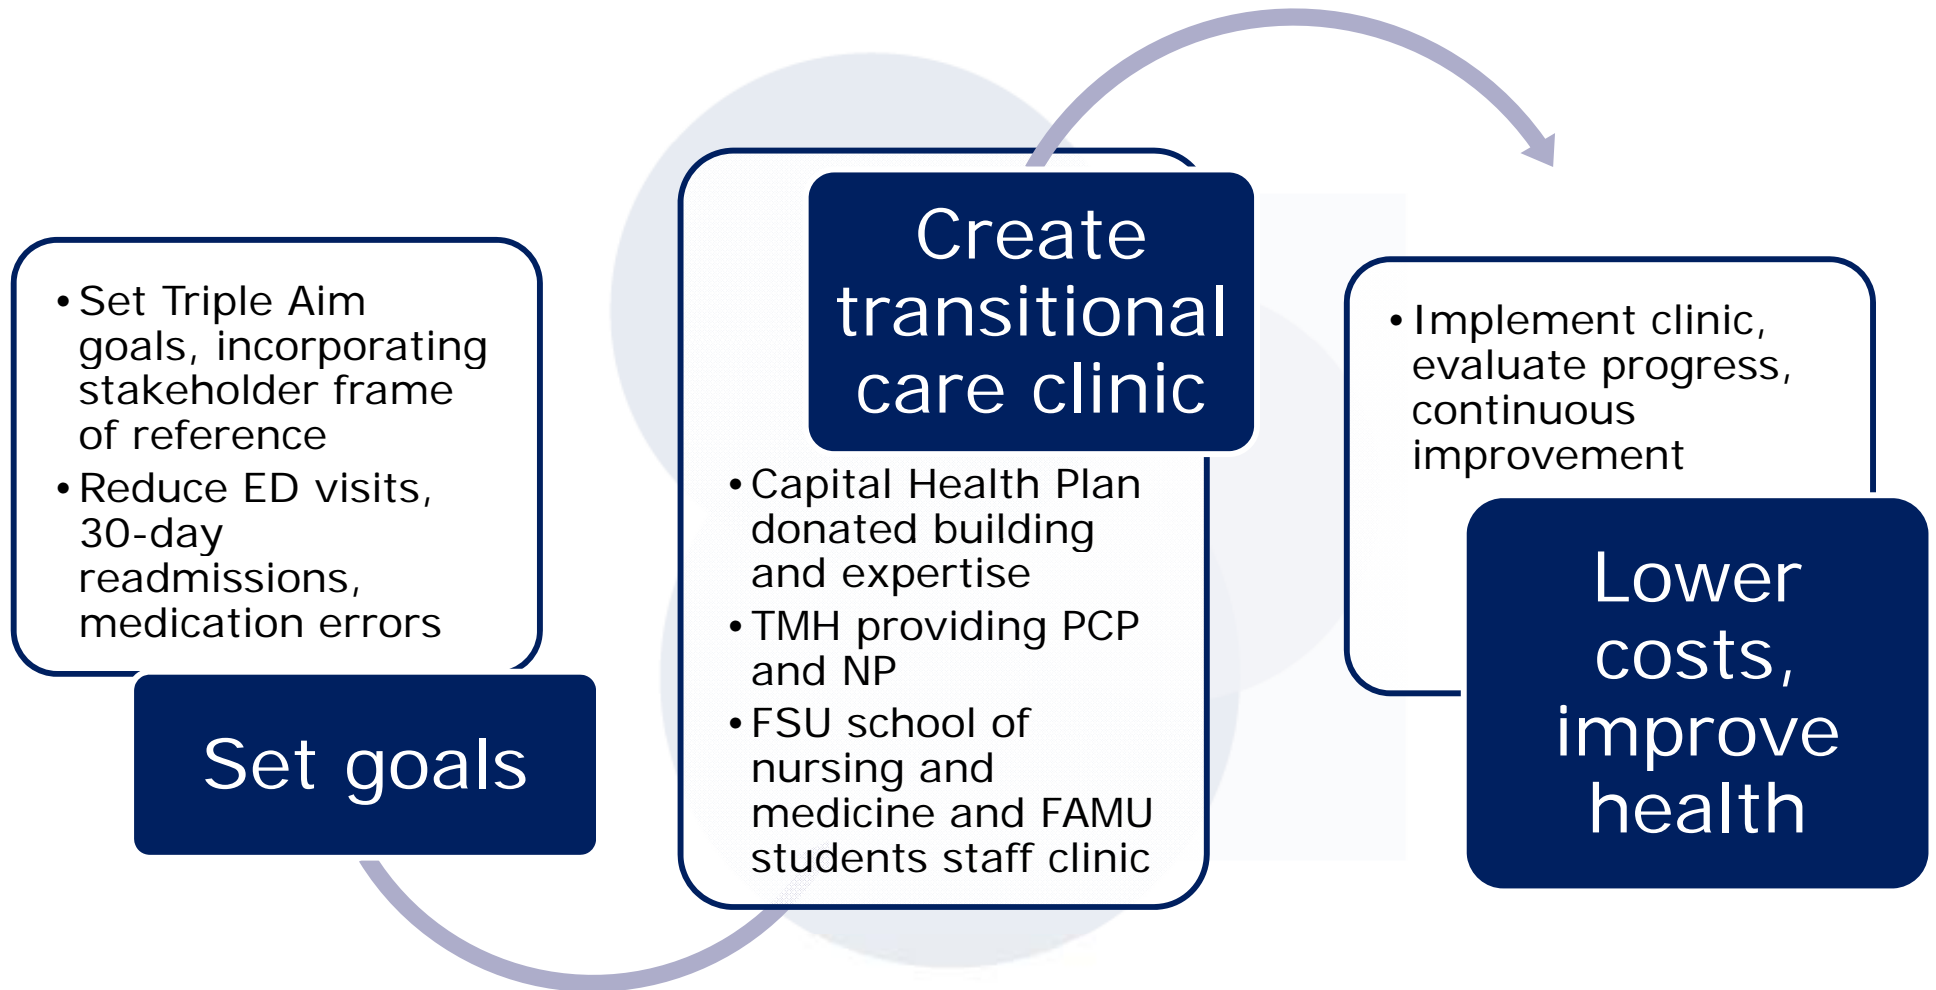 • Set Triple Aim
goals, incorporating
stakeholder frame
of reference
• Reduce ED visits,
30-day
readmissions,
medication errors
Set goals
Create
transitional
care clinic
• Capital Health Plan
donated building
and expertise
• TMH providing PCP
and NP
• FSU school of
nursing and
medicine and FAMU
students staff clinic
• Implement clinic,
evaluate progress,
continuous
improvement
Lower
costs,
improve
health